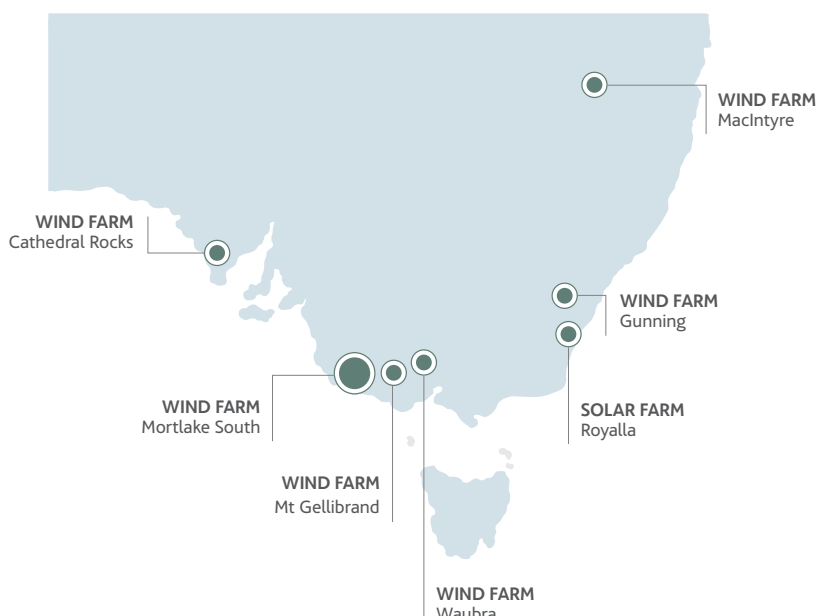 WIND FARM
MacIntyre
WIND FARM
Cathedral Rocks
WIND FARM
Gunning
WIND FARM
Mortlake South
SOLAR FARM
Royalla
WIND FARM
Mt Gellibrand
WIND FARM
Waubra